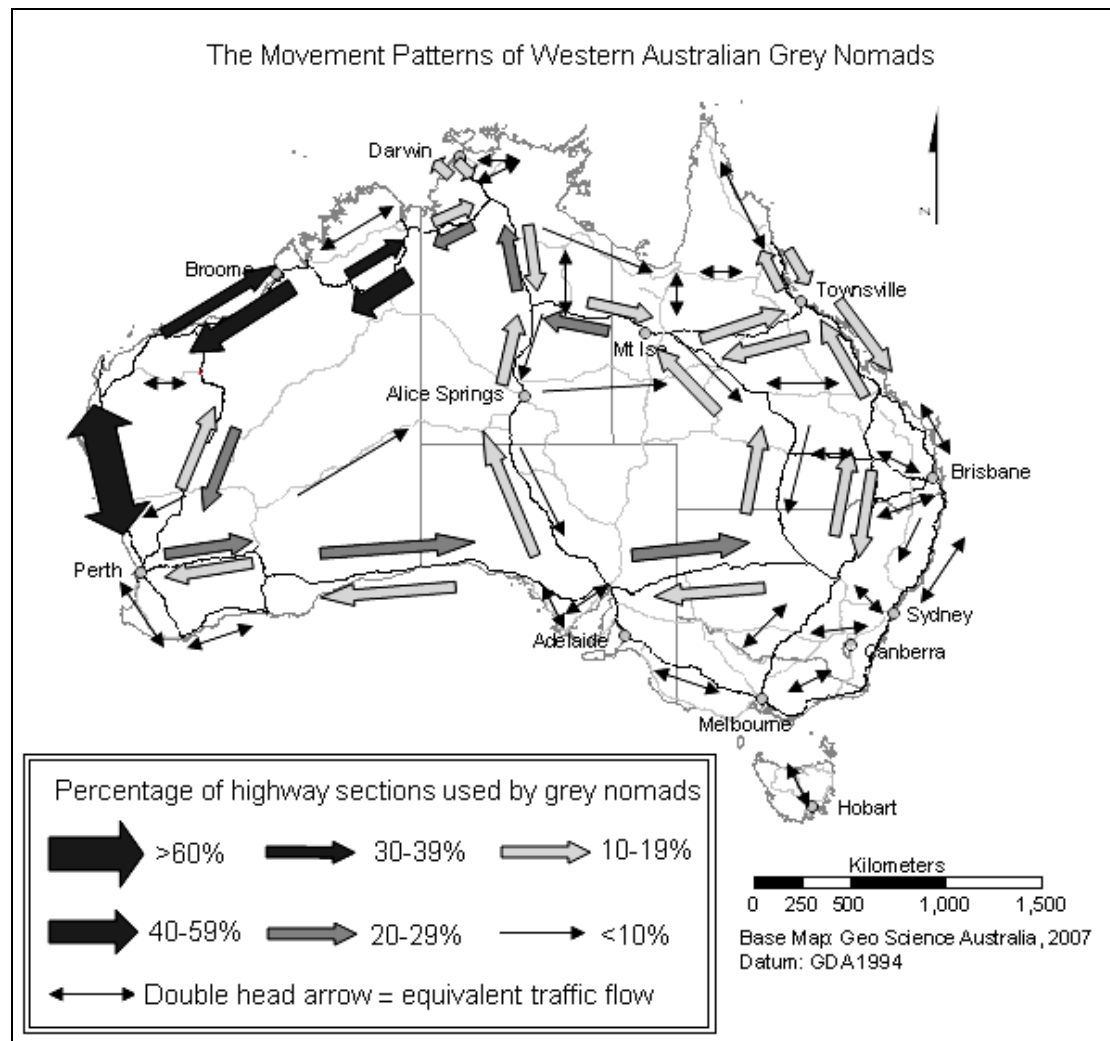 The Movement Patterns of Western Australian Grey Nomads
Darwin
N
Broome
Townsville
Mt Isa
Alice Springs
Brisbane
Perth
Sydney
Adelaide
Canberra
Melbourne
Hobart
Percentage of highway sections used by grey nomads
>60% 30-39% 10-19%
40-59% 20-29% <10%
Double head arrow = equivalent traffic flow
Kilometers
0 250 500 1,000 1,500
Base Map: Geo Science Australia, 2007
Datum: GDA1994